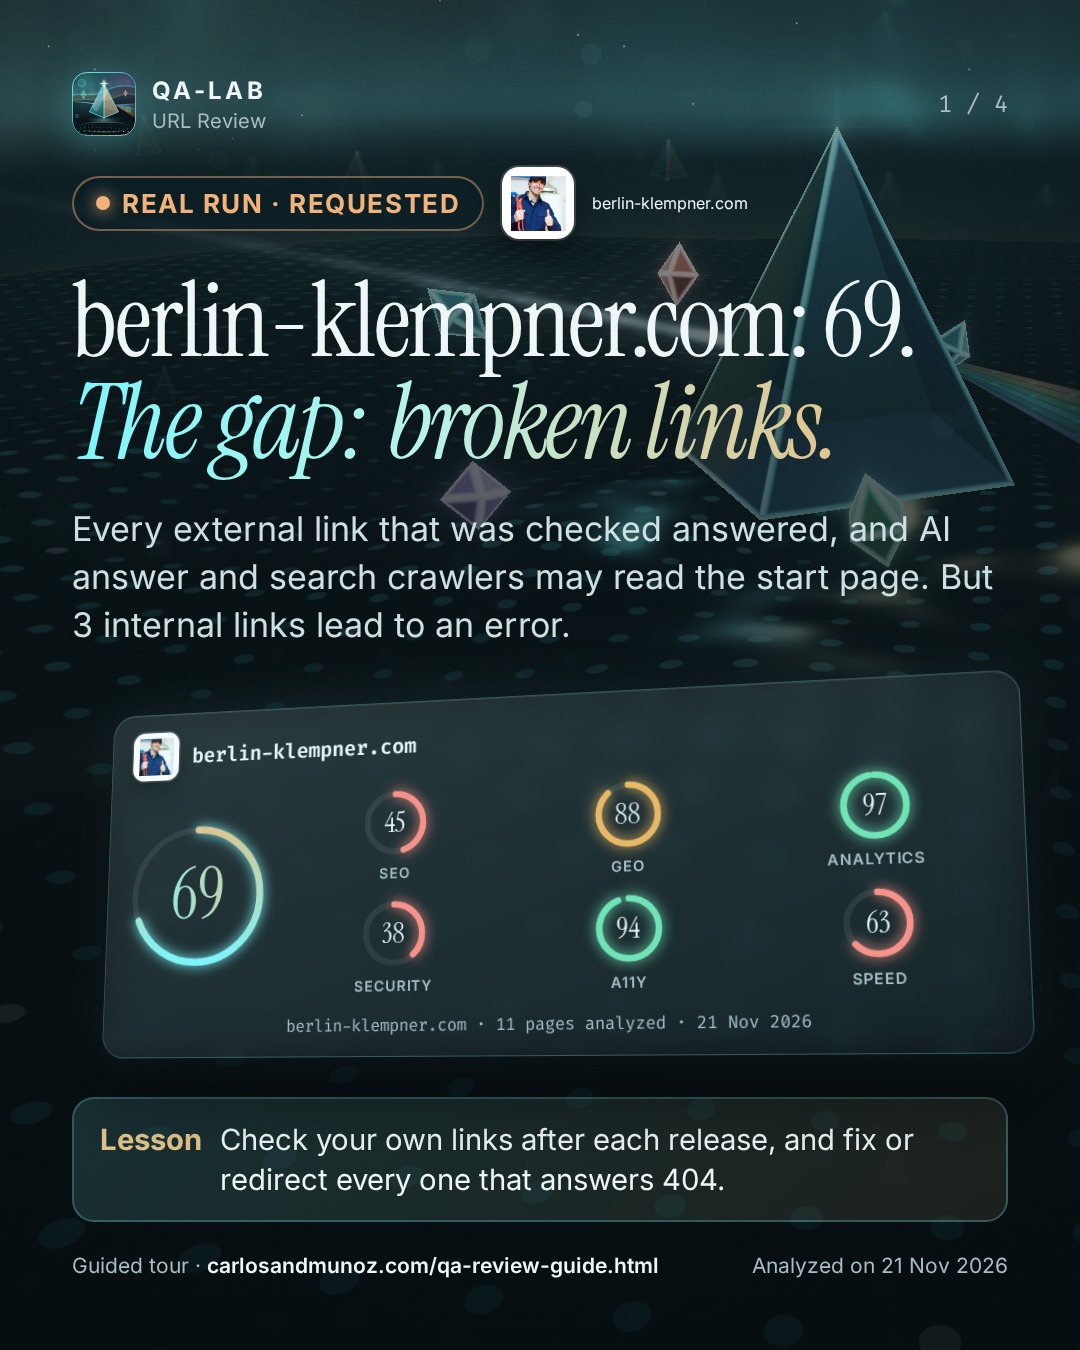 QA-LAB
URL Review
1 / 4
REAL RUN · REQUESTED
berlin-klempner.com
berlin-klempner.com: 69.
The gap: broken links.
Every external link that was checked answered, and AI
answer and search crawlers may read the start page. But
3 internal links lead to an error.
berlin-klempner.com
69
45
SEO
88
GEO
97
ANALYTICS
38
SECURITY
94
A11Y
63
SPEED
berlin-klempner.com · 11 pages analyzed · 21 Nov 2026
Lesson Check your own links after each release, and fix or
redirect every one that answers 404.
Guided tour · carlosandmunoz.com/qa-review-guide.html
Analyzed on 21 Nov 2026